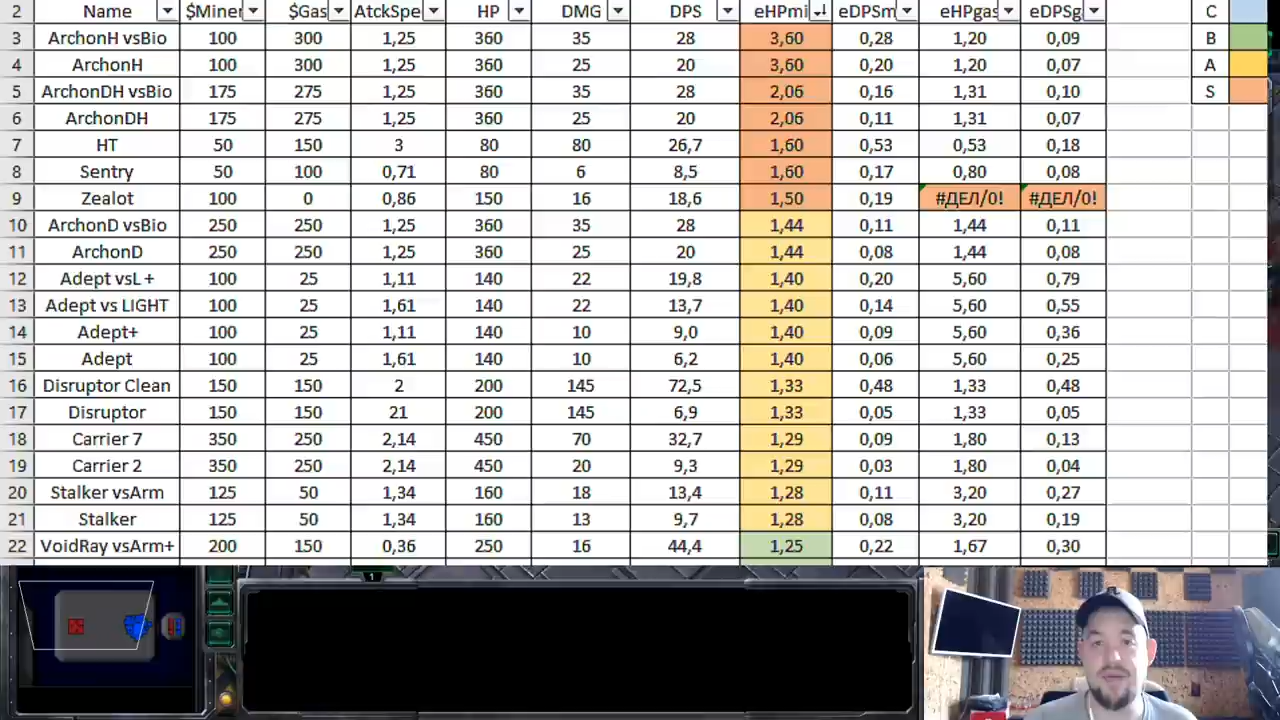 2 Name $Miner $Gas AtckSpe HP DMG DPS eHPmi eDPSm eHPgas eDPSg C
3 ArchonH vsBio 100 300 1,25 360 35 28 3,60 0,28 1,20 0,09 B
4 ArchonH 100 300 1,25 360 25 20 3,60 0,20 1,20 0,07 A
5 ArchonDH vsBio 175 275 1,25 360 35 28 2,06 0,16 1,31 0,10 S
6 ArchonDH 175 275 1,25 360 25 20 2,06 0,11 1,31 0,07
7 HT 50 150 3 80 80 26,7 1,60 0,53 0,53 0,18
8 Sentry 50 100 0,71 80 6 8,5 1,60 0,17 0,80 0,08
9 Zealot 100 0 0,86 150 16 18,6 1,50 0,19 #ДЕЛ/0! #ДЕЛ/0!
10 ArchonD vsBio 250 250 1,25 360 35 28 1,44 0,11 1,44 0,11
11 ArchonD 250 250 1,25 360 25 20 1,44 0,08 1,44 0,08
12 Adept vsL+ 100 25 1,11 140 22 19,8 1,40 0,20 5,60 0,79
13 Adept vs LIGHT 100 25 1,61 140 22 13,7 1,40 0,14 5,60 0,55
14 Adept+ 100 25 1,11 140 10 9,0 1,40 0,09 5,60 0,36
15 Adept 100 25 1,61 140 10 6,2 1,40 0,06 5,60 0,25
16 Disruptor Clean 150 150 2 200 145 72,5 1,33 0,48 1,33 0,48
17 Disruptor 150 150 21 200 145 6,9 1,33 0,05 1,33 0,05
18 Carrier 7 350 250 2,14 450 70 32,7 1,29 0,09 1,80 0,13
19 Carrier 2 350 250 2,14 450 20 9,3 1,29 0,03 1,80 0,04
20 Stalker vsArm 125 50 1,34 160 18 13,4 1,28 0,11 3,20 0,27
21 Stalker 125 50 1,34 160 13 9,7 1,28 0,08 3,20 0,19
22 VoidRay vsArm+ 200 150 0,36 250 16 44,4 1,25 0,22 1,67 0,30
1